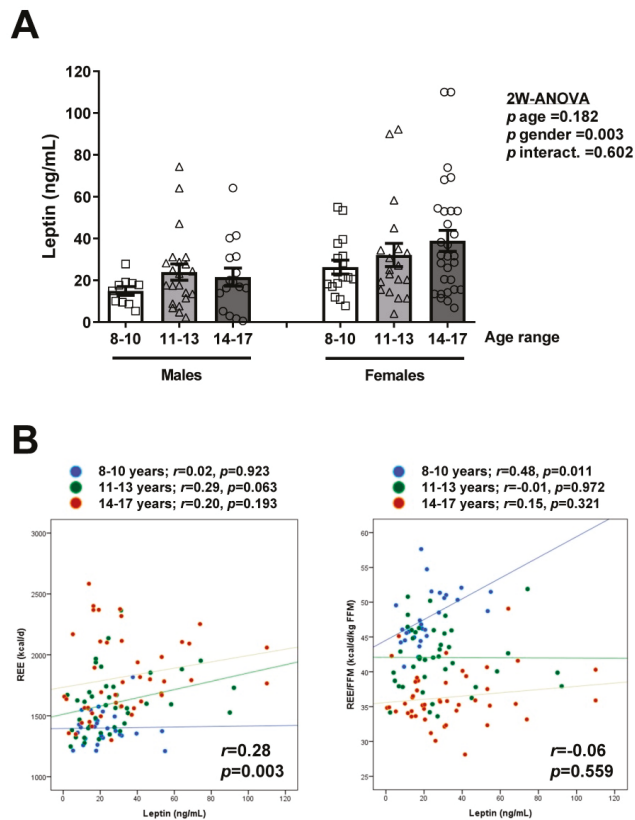 A
120
100
80
60
40
20
0
Leptin (ng/mL)
2W-ANOVA
p age =0.182
p gender =0.003
p interact. =0.602
8-10 11-13 14-17 8-10 11-13 14-17 Age range
Males Females
B
8-10 years; r=0.02, p=0.923
11-13 years; r=0.29, p=0.063
14-17 years; r=0.20, p=0.193
3000
2500
2000
1500
1000
REE (kcal/d)
r=0.28
p=0.003
0 20 40 60 80 100 120
Leptin (ng/mL)
8-10 years; r=0.48, p=0.011
11-13 years; r=-0.01, p=0.972
14-17 years; r=0.15, p=0.321
60
55
50
45
40
35
30
25
REE/FFM (kcal/d/kg FFM)
r=-0.06
p=0.559
0 20 40 60 80 100 120
Leptin (ng/mL)